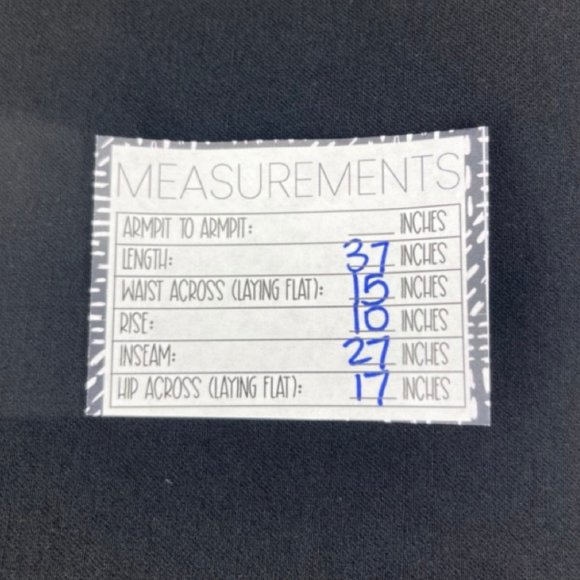 MEASUREMENTS
ARMPIT TO ARMPIT: ____ INCHES
LENGTH: 37 INCHES
WAIST ACROSS (LAYING FLAT): 15 INCHES
RISE: 10 INCHES
INSEAM: 27 INCHES
HIP ACROSS (LAYING FLAT): 17 INCHES